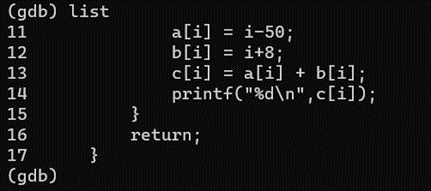 (gdb) list
11                  a[i] = i-50;
12                  b[i] = i+8;
13                  c[i] = a[i] + b[i];
14                  printf("%d\n",c[i]);
15              }
16              return;
17      }
(gdb)